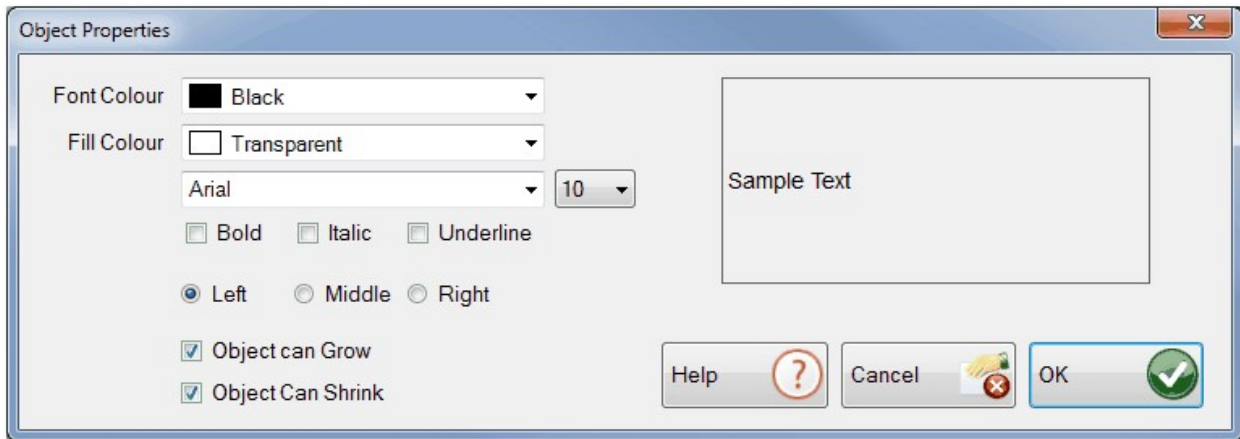 Object Properties
Font Colour Black
Fill Colour Transparent
Arial 10
Bold Italic Underline
Left Middle Right
Object can Grow
Object Can Shrink
Sample Text
Help ? Cancel OK